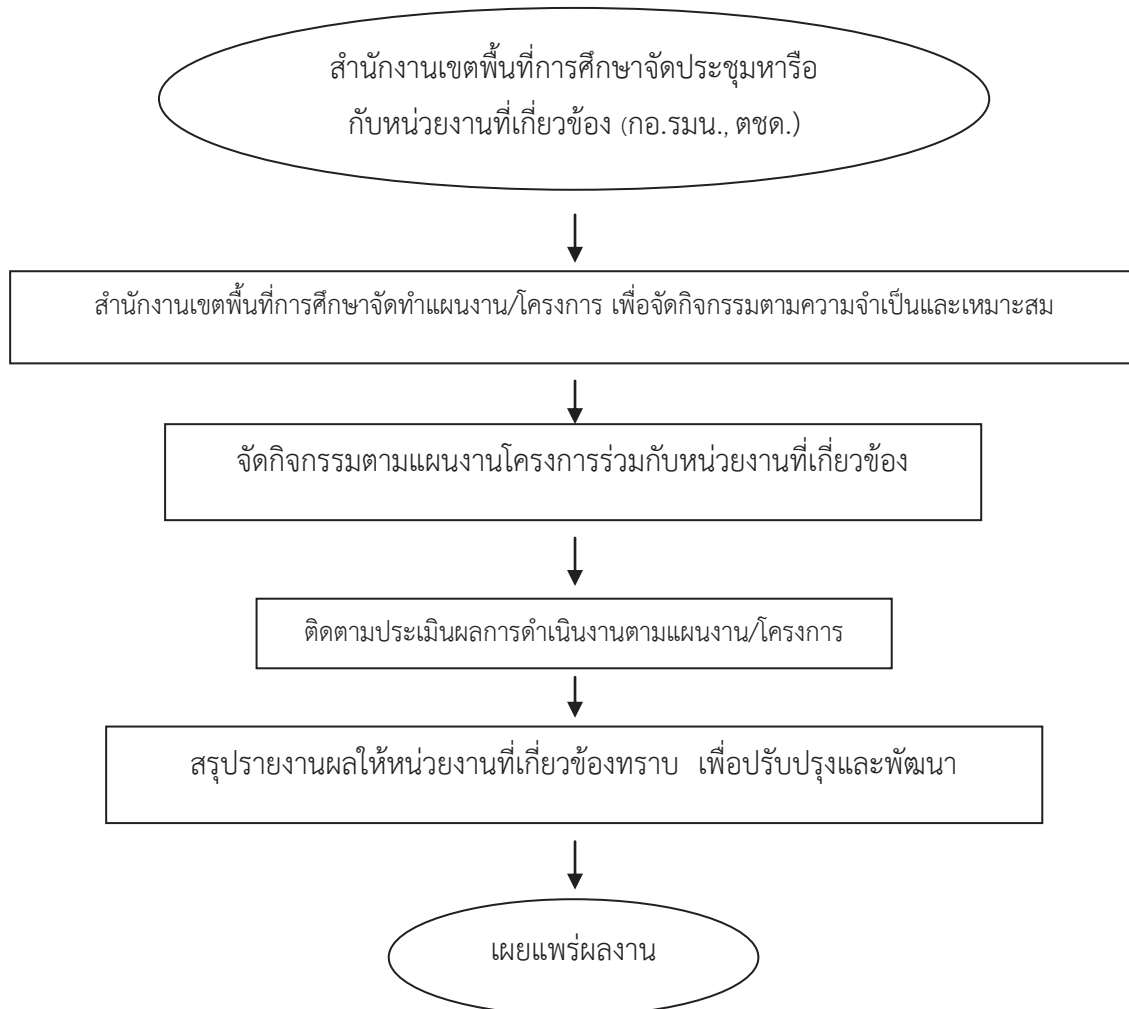 สำนักงานเขตพื้นที่การศึกษาจัดประชุมหารือ
กับหน่วยงานที่เกี่ยวข้อง (กอ.รมน., ตชด.)
สำนักงานเขตพื้นที่การศึกษาจัดทำแผนงาน/โครงการ เพื่อจัดกิจกรรมตามความจำเป็นและเหมาะสม
จัดกิจกรรมตามแผนงานโครงการร่วมกับหน่วยงานที่เกี่ยวข้อง
ติดตามประเมินผลการดำเนินงานตามแผนงาน/โครงการ
สรุปรายงานผลให้หน่วยงานที่เกี่ยวข้องทราบ เพื่อปรับปรุงและพัฒนา
เผยแพร่ผลงาน